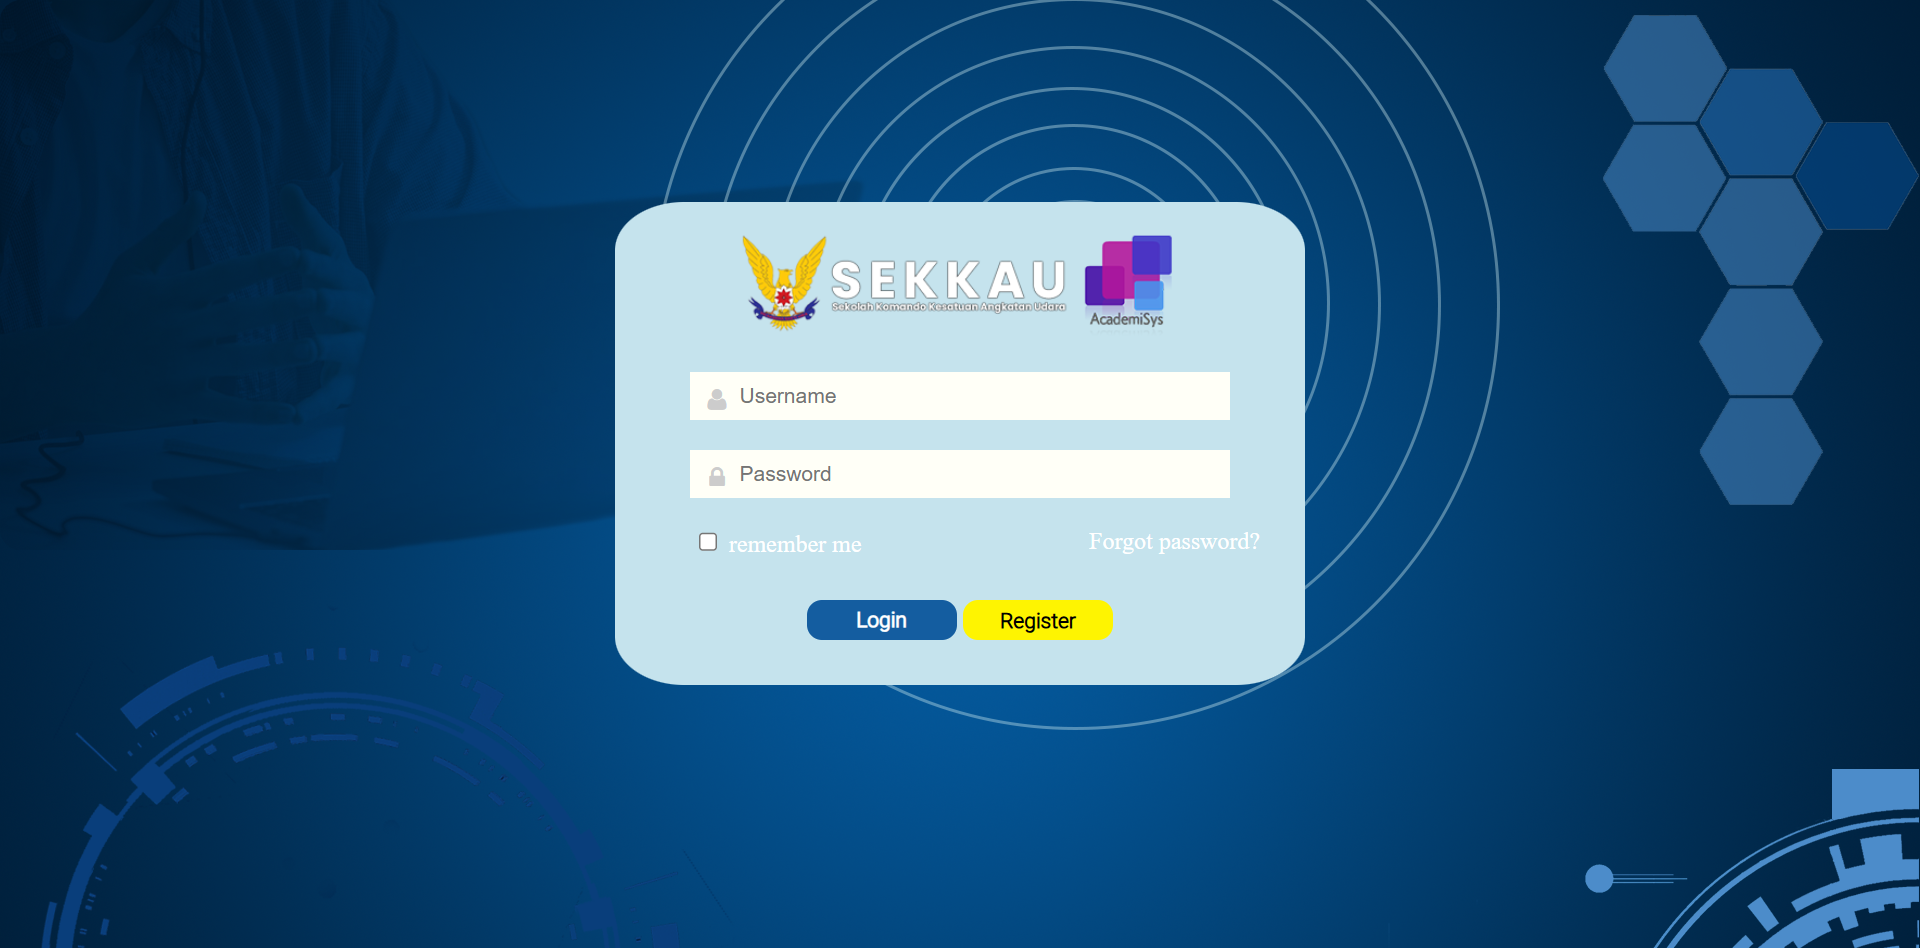 SEKKAU
Sekolah Komando Kesatuan Angkatan Udara
AcademiSys
Username
Password
remember me
Forgot password?
Login
Register